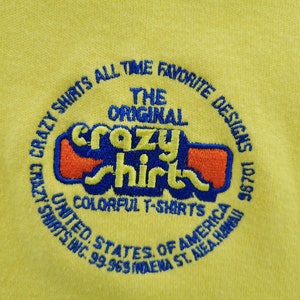 CRAZY SHIRTS ALL TIME FAVORITE DESIGNS
THE
ORIGINAL
crazy
shirts
COLORFUL T-SHIRTS
UNITED. STATES. OF AMERICA
CRAZY SHIRTS, INC. 99-969 IWAENA ST. AIEA, HAWAII 96701